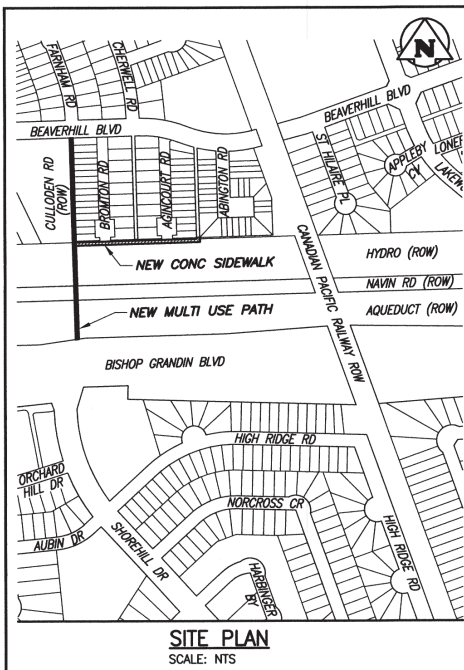 N
FARNHAM RD
CHERWELL RD
BEAVERHILL BLVD
BEAVERHILL BLVD
CULLODEN RD
(ROW)
BROMTON RD
AGINCOURT RD
ABINGTON RD
ST HILAIRE PL
APPLEBY
CV
LONER
LAKEW
NEW CONC SIDEWALK
CANADIAN PACIFIC RAILWAY ROW
HYDRO (ROW)
NAVIN RD (ROW)
NEW MULTI USE PATH
AQUEDUCT (ROW)
BISHOP GRANDIN BLVD
HIGH RIDGE RD
ORCHARD
HILL DR
NORCROSS CR
AUBIN DR
SHOREHILL DR
HARBINGER
BY
HIGH RIDGE RD
SITE PLAN
SCALE: NTS